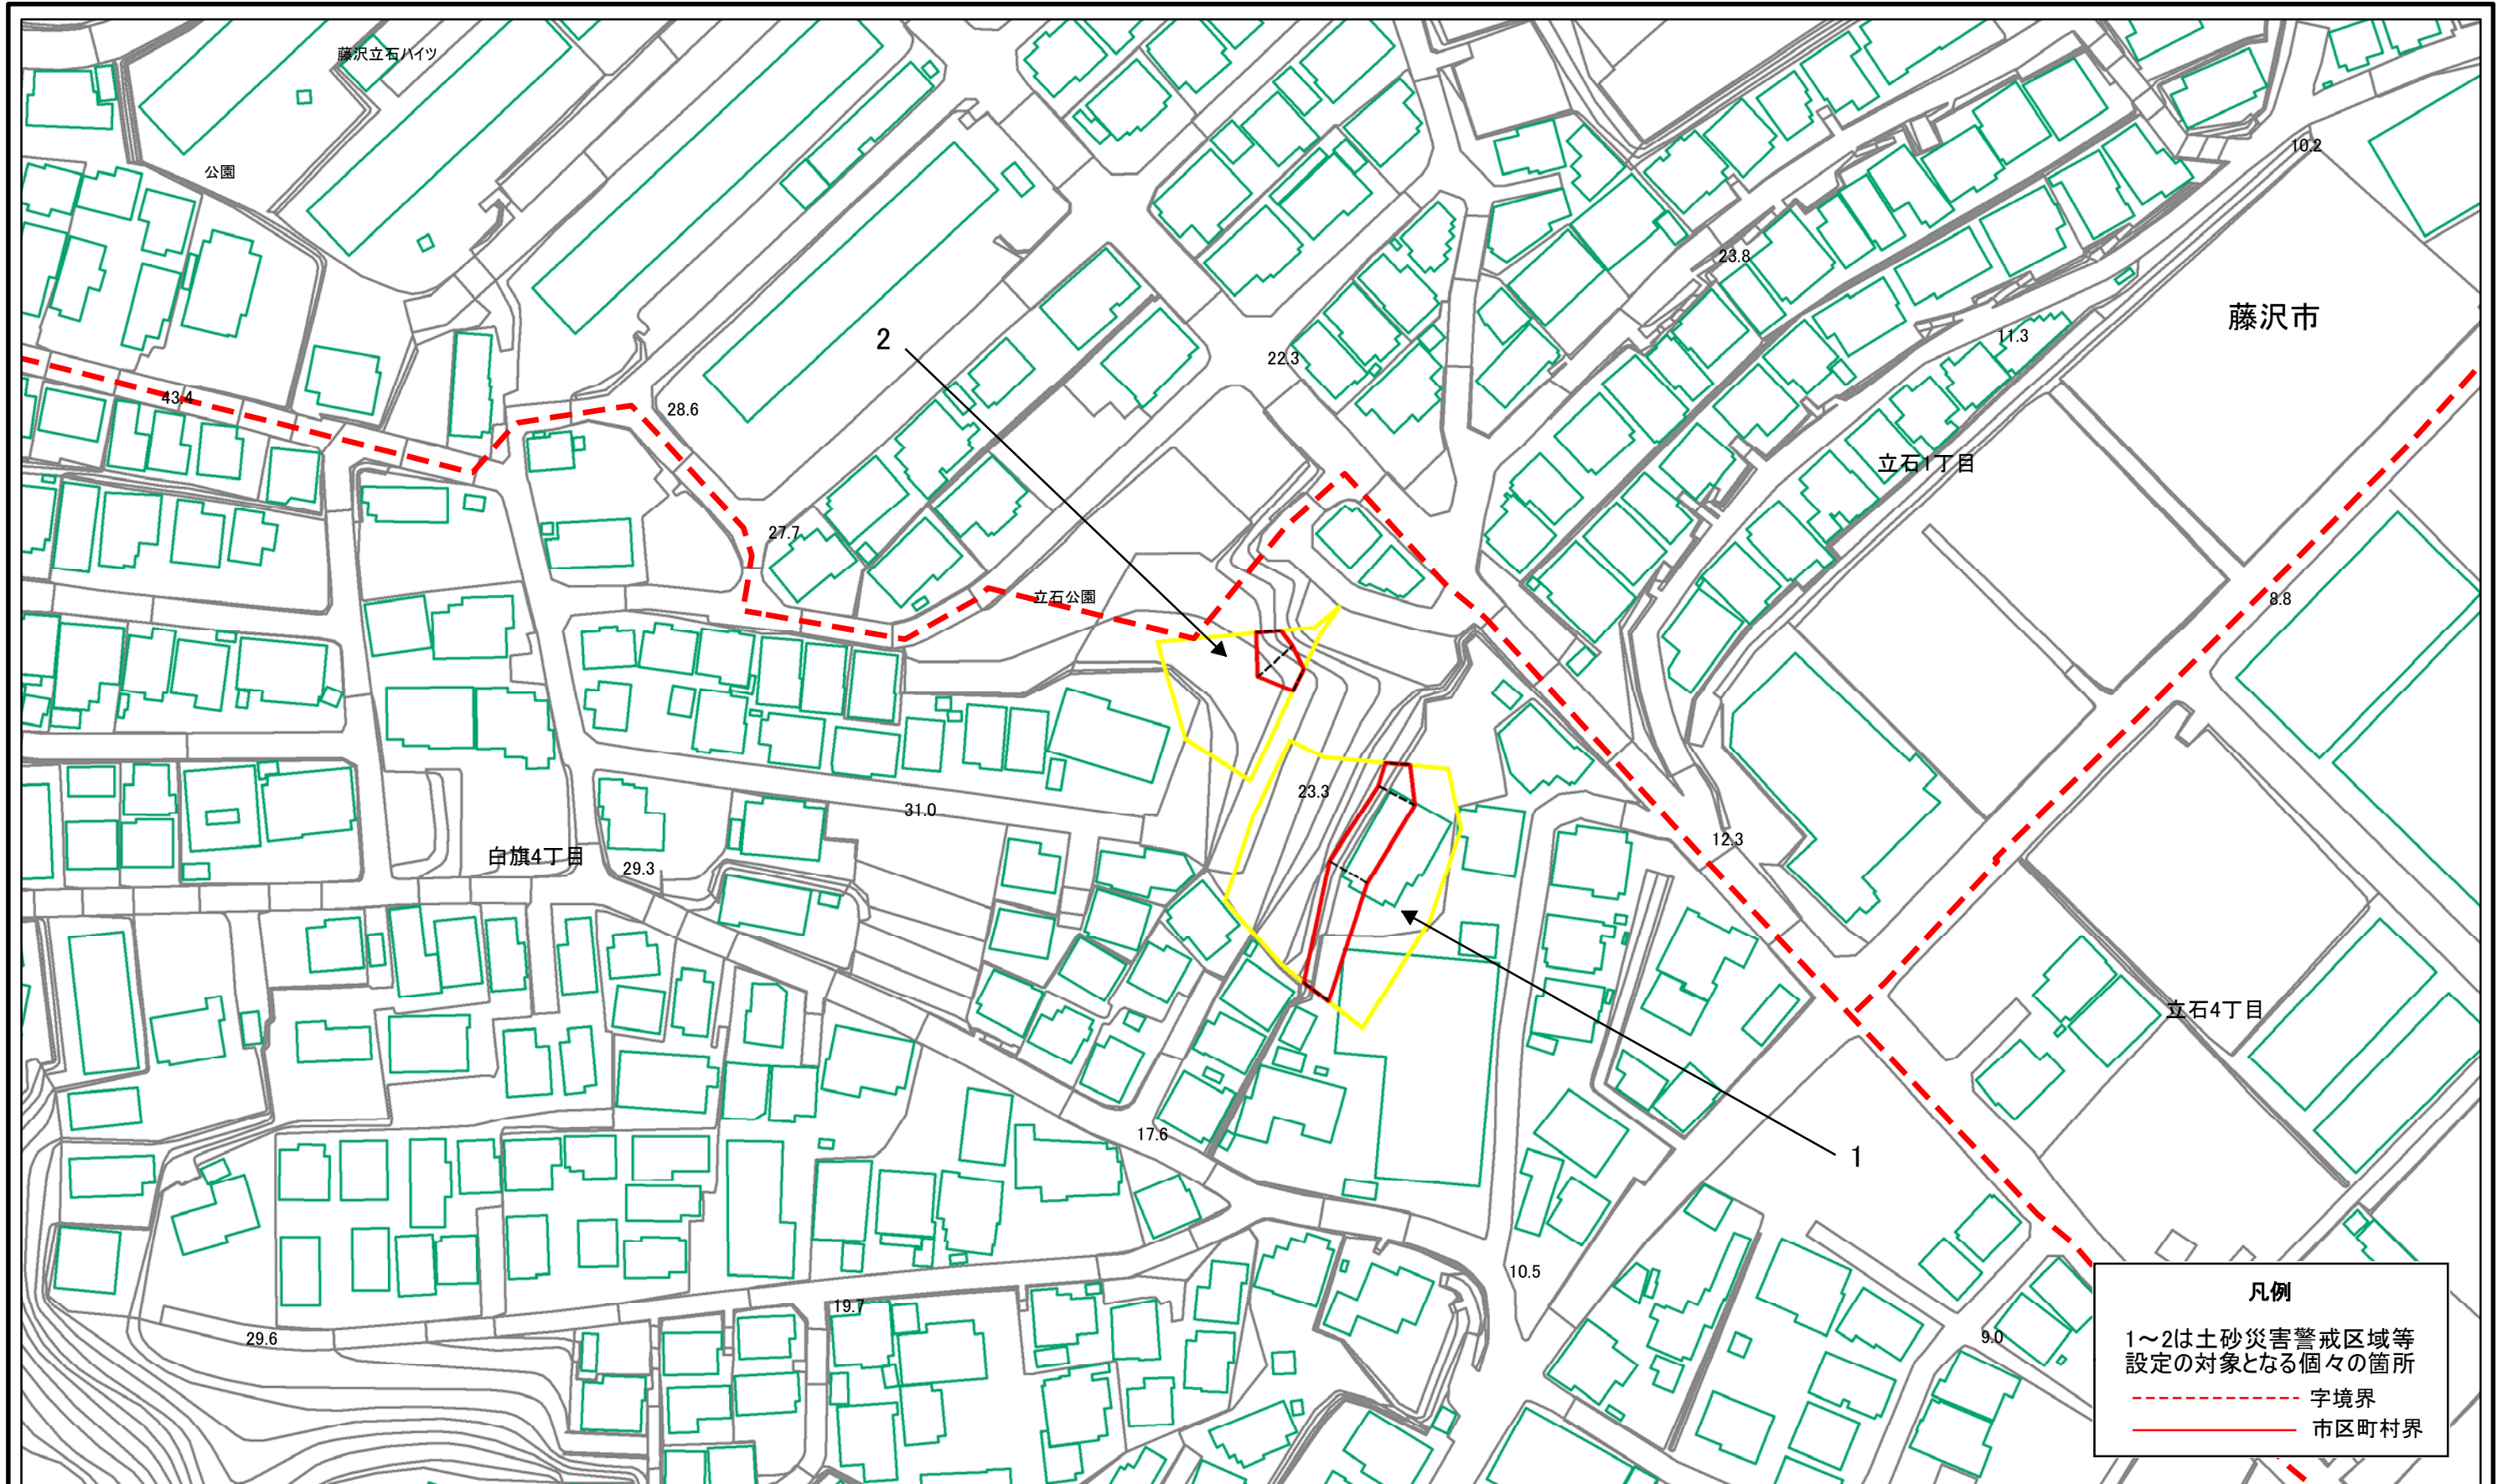 藤沢立石ハイツ
公園
10.2
23.8
藤沢市
11.3
2
22.3
43.4
28.6
立石1丁目
27.7
立石公園
8.8
23.3
31.0
12.3
白旗4丁目
29.3
立石4丁目
17.6
1
10.5
19.7
29.6
9.0
凡例
1～2は土砂災害警戒区域等
設定の対象となる個々の箇所
字境界
市区町村界